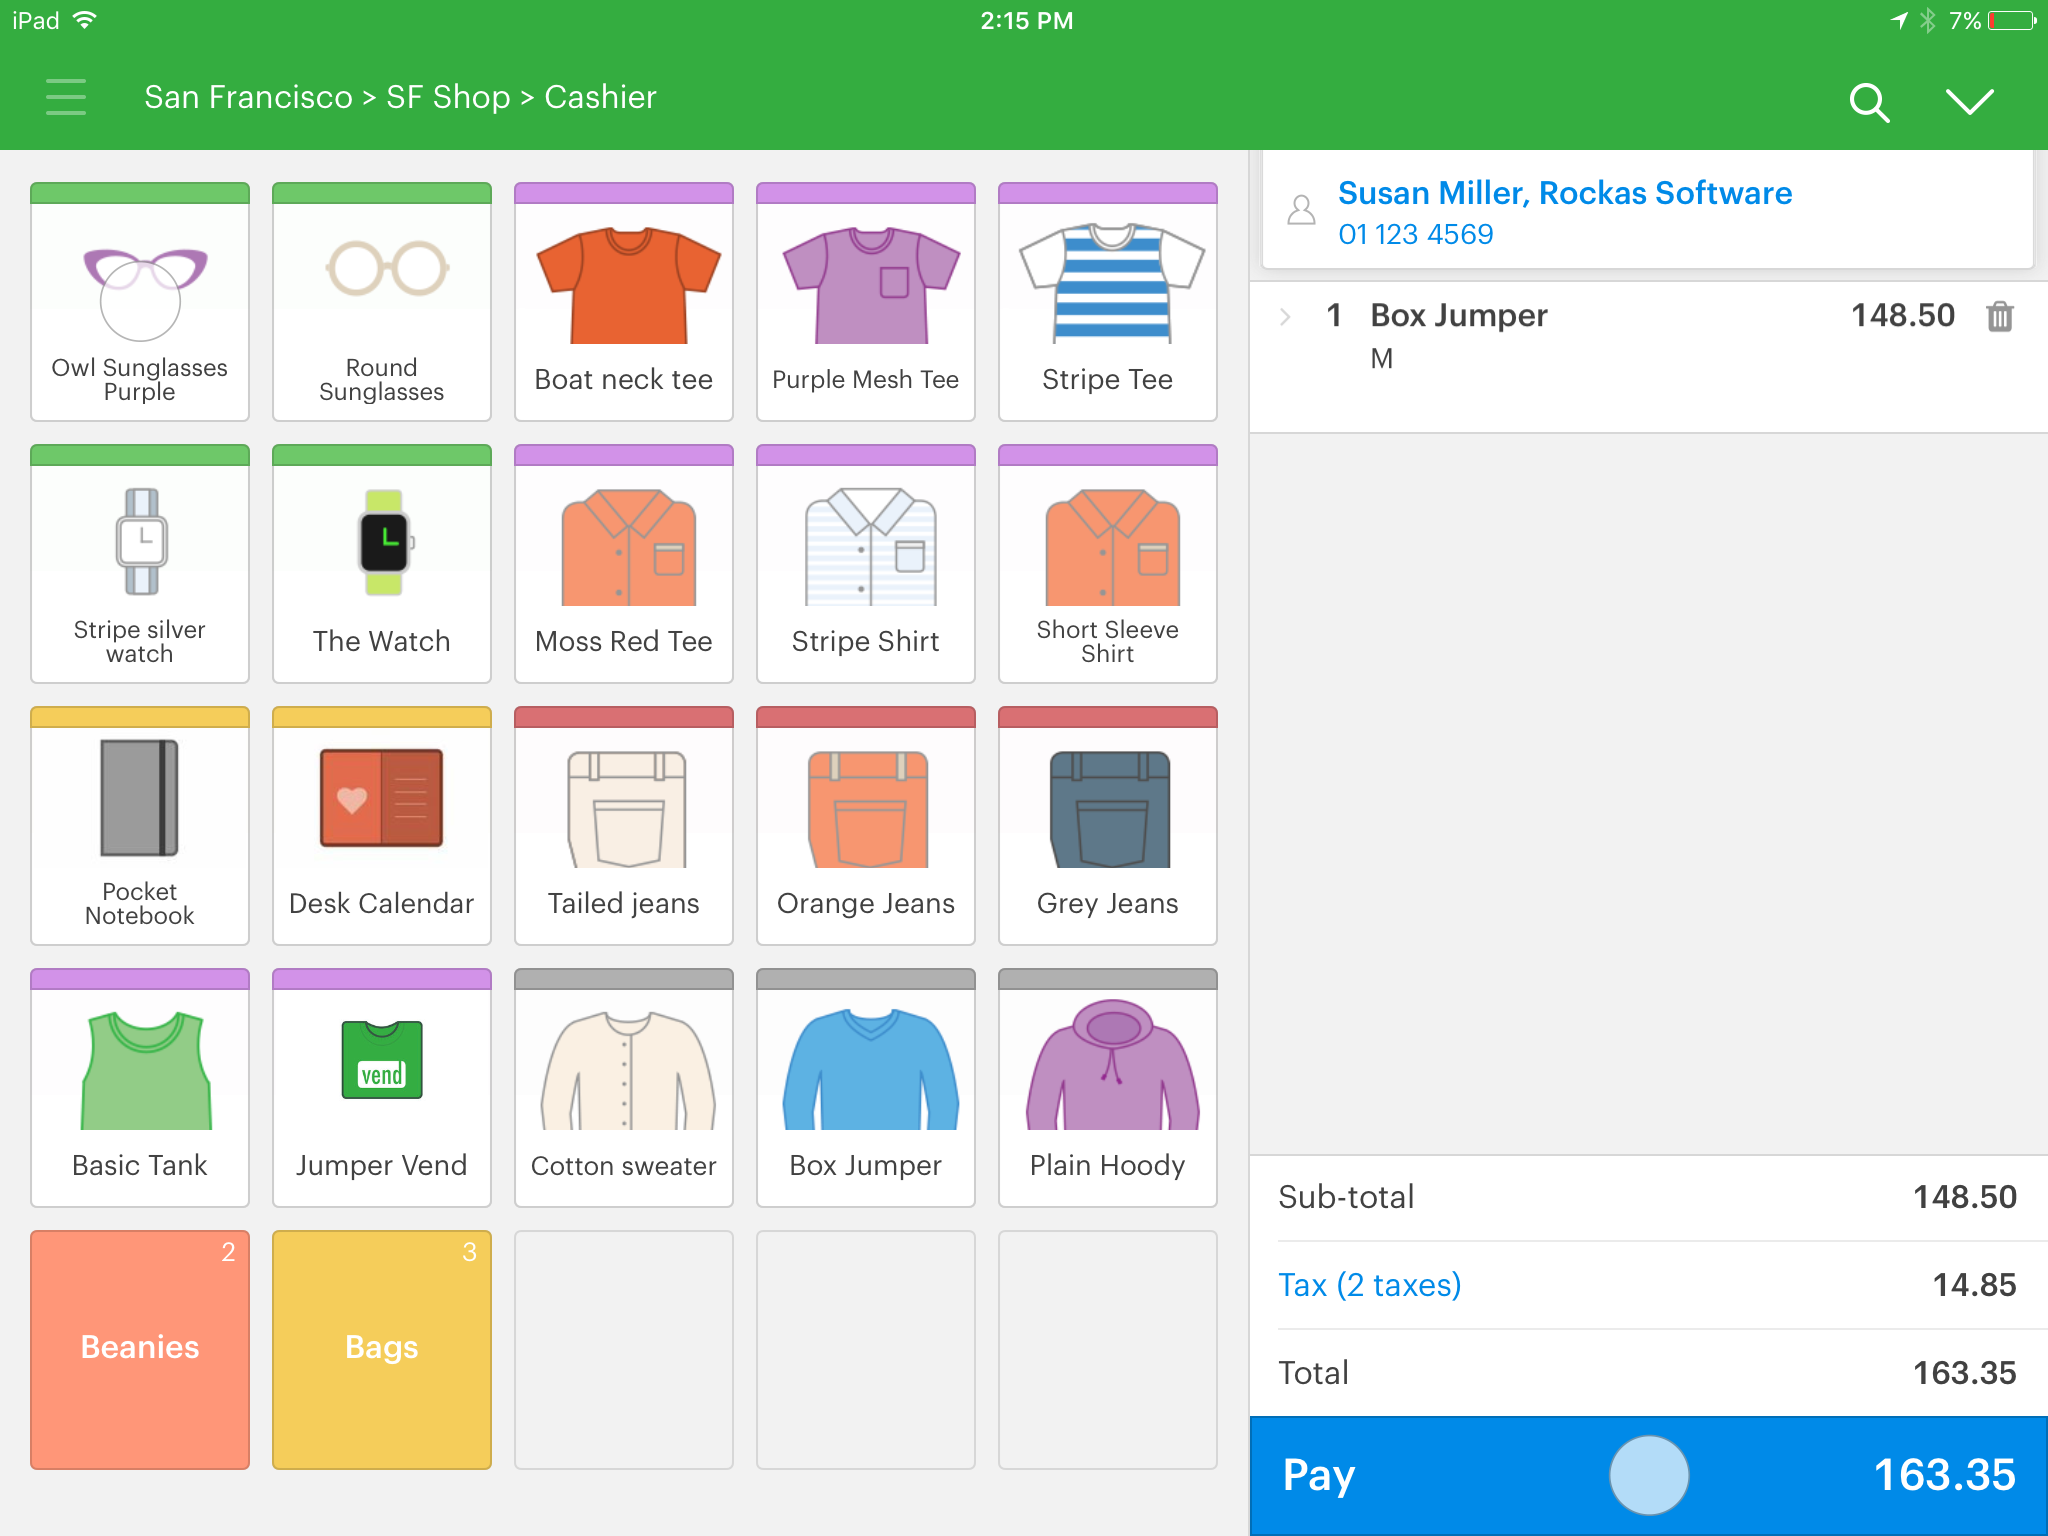 iPad
2:15 PM
7%
San Francisco > SF Shop > Cashier
Owl Sunglasses
Purple
Round
Sunglasses
Boat neck tee
Purple Mesh Tee
Stripe Tee
Stripe silver
watch
The Watch
Moss Red Tee
Stripe Shirt
Short Sleeve
Shirt
Pocket
Notebook
Desk Calendar
Tailed jeans
Orange Jeans
Grey Jeans
Basic Tank
vend
Jumper Vend
Cotton sweater
Box Jumper
Plain Hoody
2
Beanies
3
Bags
Susan Miller, Rockas Software
01 123 4569
1 Box Jumper 148.50
M
Sub-total 148.50
Tax (2 taxes) 14.85
Total 163.35
Pay 163.35